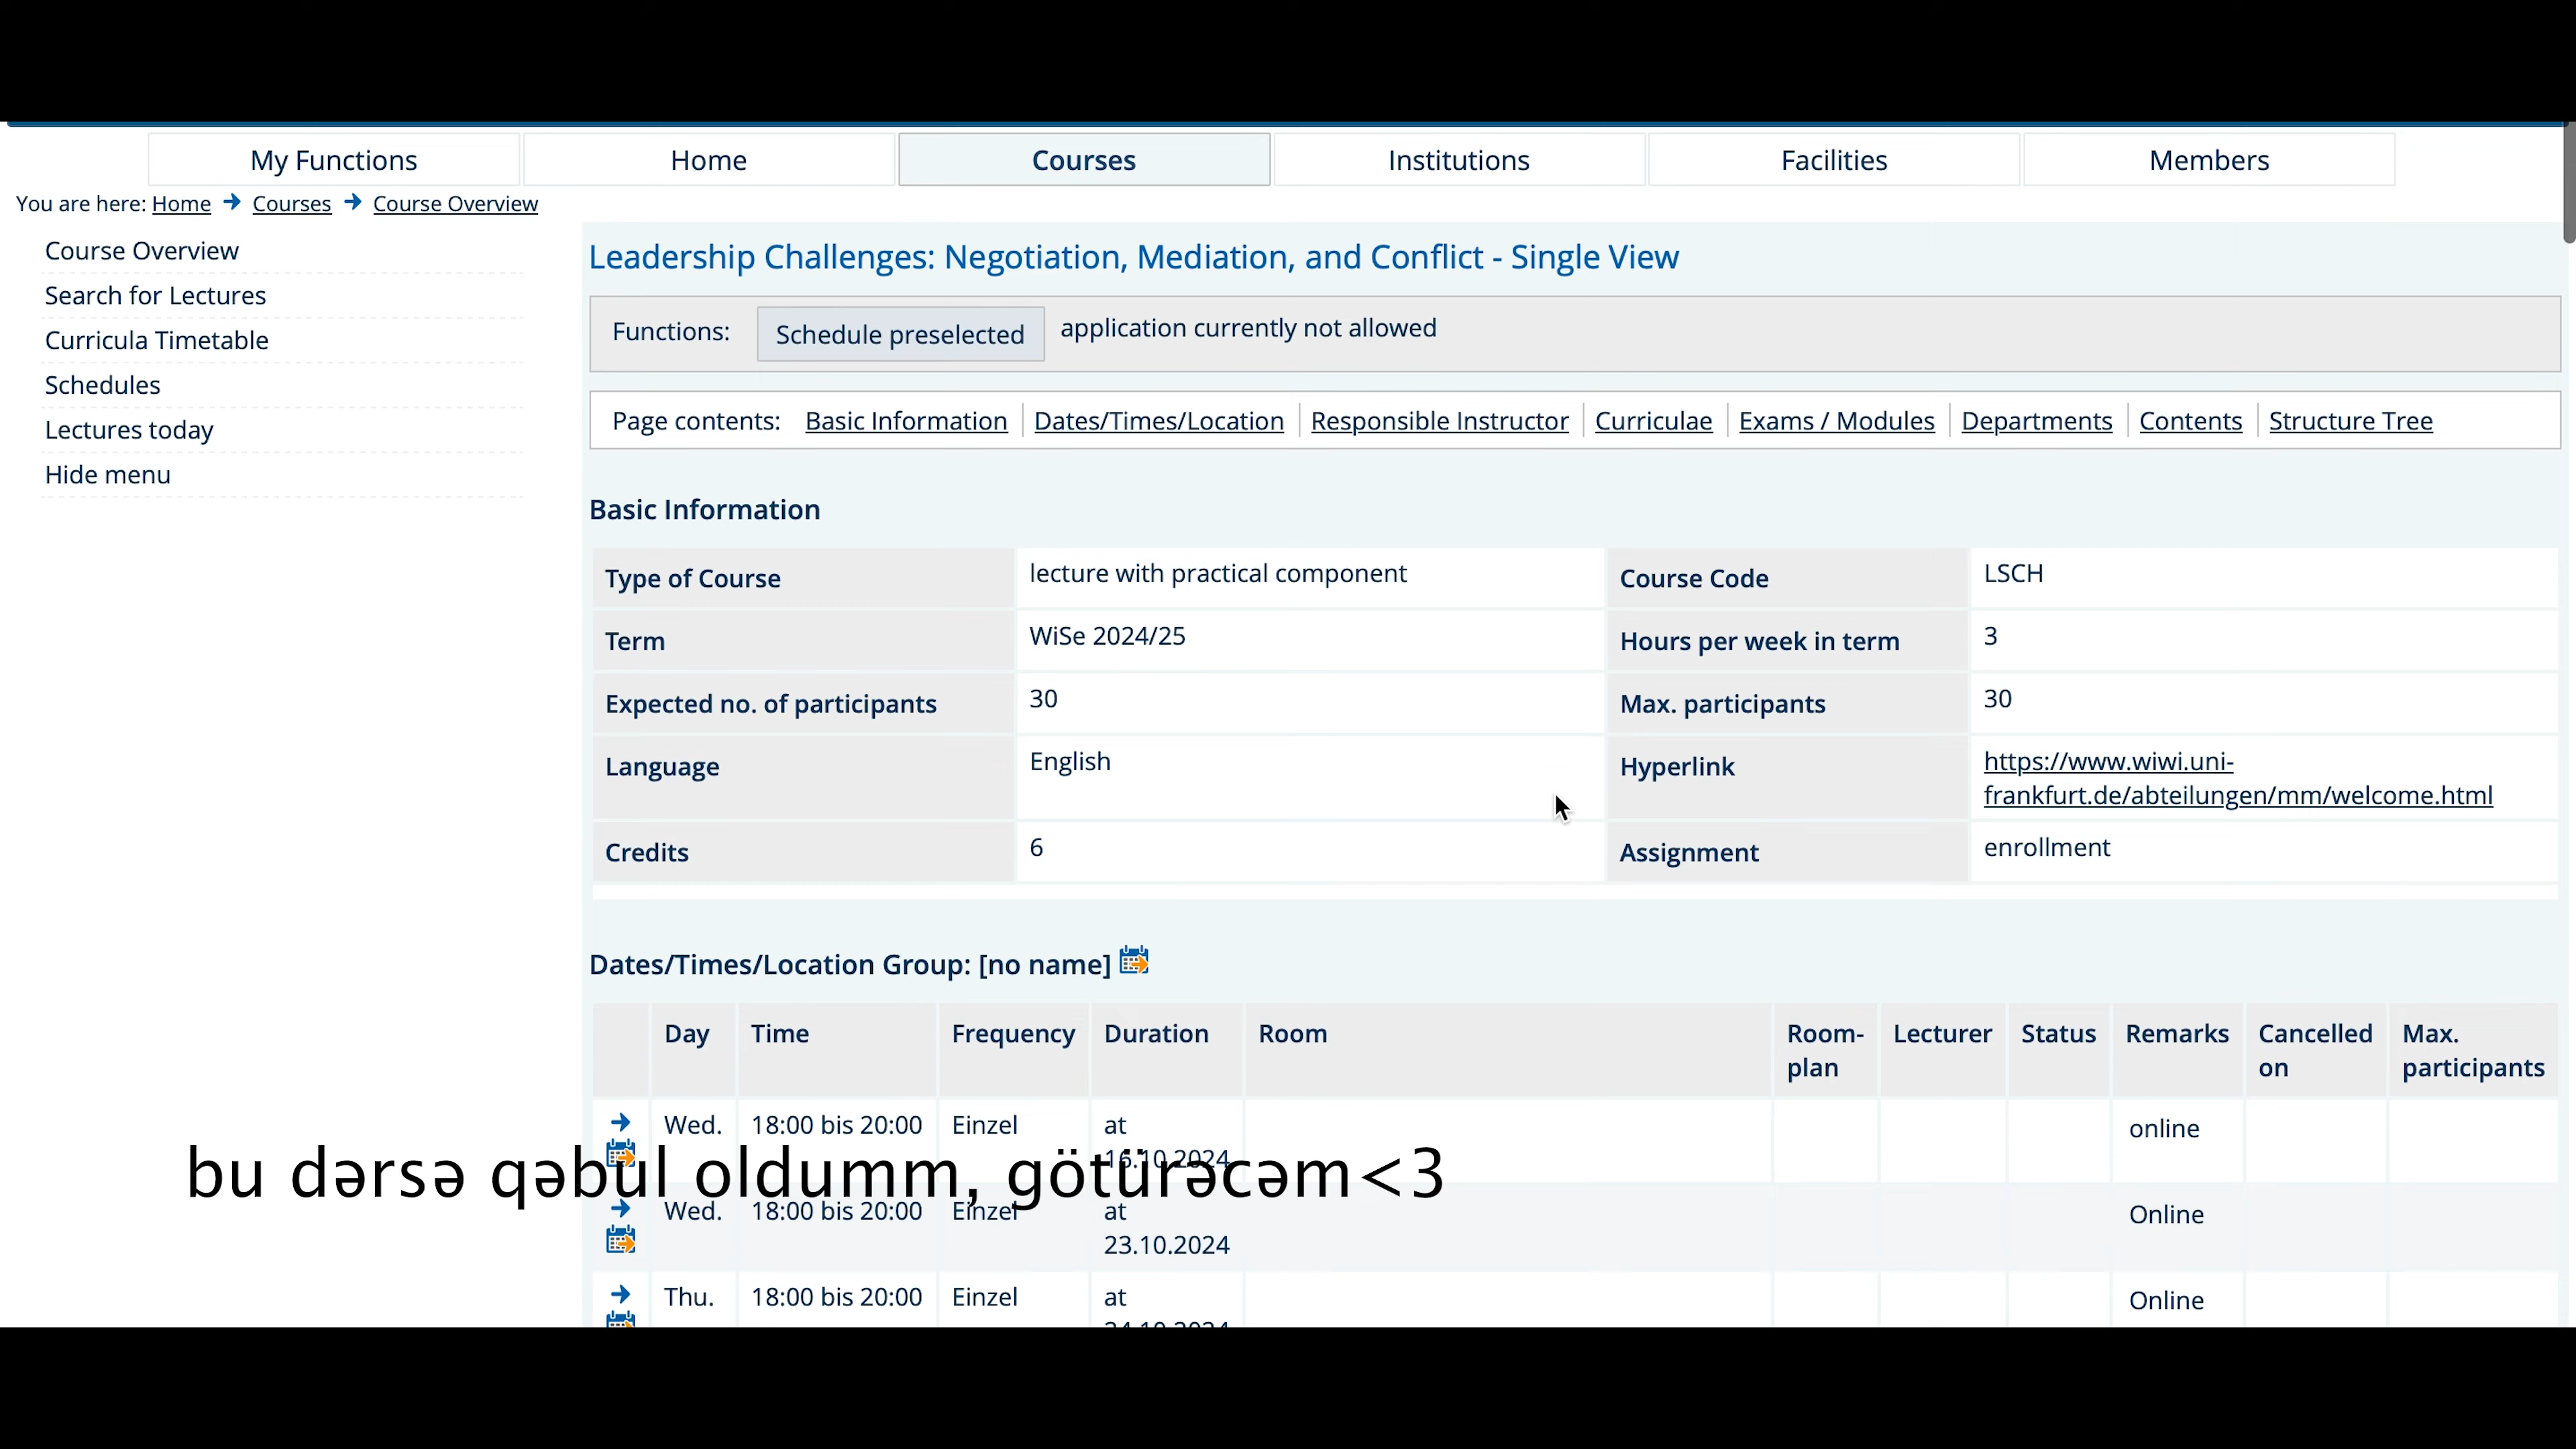 My Functions Home Courses Institutions Facilities Members
You are here: Home Courses Course Overview
Course Overview
Search for Lectures
Curricula Timetable
Schedules
Lectures today
Hide menu
Leadership Challenges: Negotiation, Mediation, and Conflict - Single View
Functions: Schedule preselected application currently not allowed
Page contents: Basic Information Dates/Times/Location Responsible Instructor Curriculae Exams / Modules Departments Contents Structure Tree
Basic Information
Type of Course lecture with practical component Course Code LSCH
Term WiSe 2024/25 Hours per week in term 3
Expected no. of participants 30 Max. participants 30
Language English Hyperlink https://www.wiwi.uni-
frankfurt.de/abteilungen/mm/welcome.html
Credits 6 Assignment enrollment
Dates/Times/Location Group: [no name]
Day Time Frequency Duration Room Room- Lecturer Status Remarks Cancelled Max.
plan on participants
Wed. 18:00 bis 20:00 Einzel at online
16.10.2024
bu dərsə qəbul oldumm, götürəcəm<3
Wed. 18:00 bis 20:00 Einzel at Online
23.10.2024
Thu. 18:00 bis 20:00 Einzel at Online